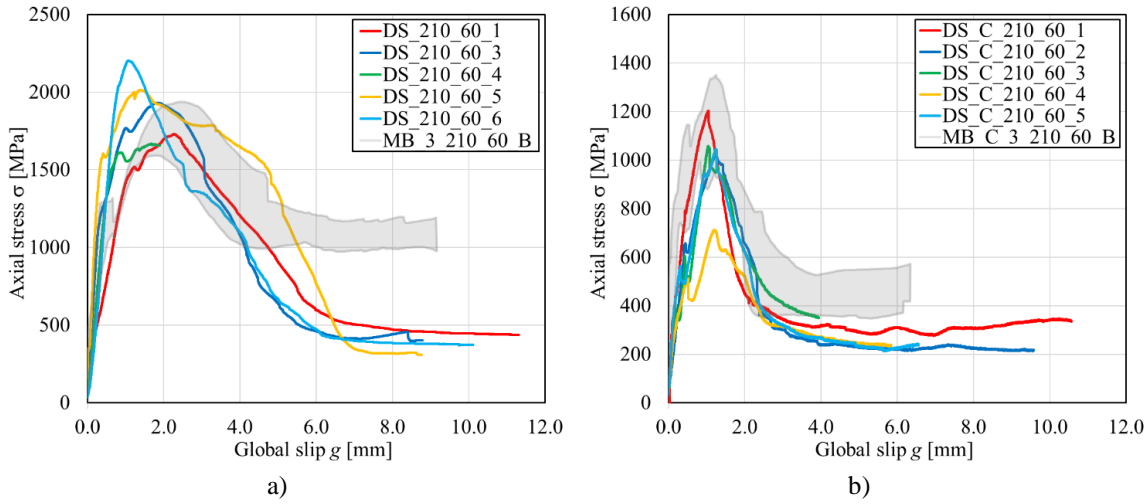 2500
2000
1500
1000
500
0
Axial stress σ [MPa]
0.0 2.0 4.0 6.0 8.0 10.0 12.0
Global slip g [mm]
DS_210_60_1
DS_210_60_3
DS_210_60_4
DS_210_60_5
DS_210_60_6
MB_3_210_60_B
a)
1600
1400
1200
1000
800
600
400
200
0
Axial stress σ [MPa]
0.0 2.0 4.0 6.0 8.0 10.0 12.0
Global slip g [mm]
DS_C_210_60_1
DS_C_210_60_2
DS_C_210_60_3
DS_C_210_60_4
DS_C_210_60_5
MB_C_3_210_60_B
b)